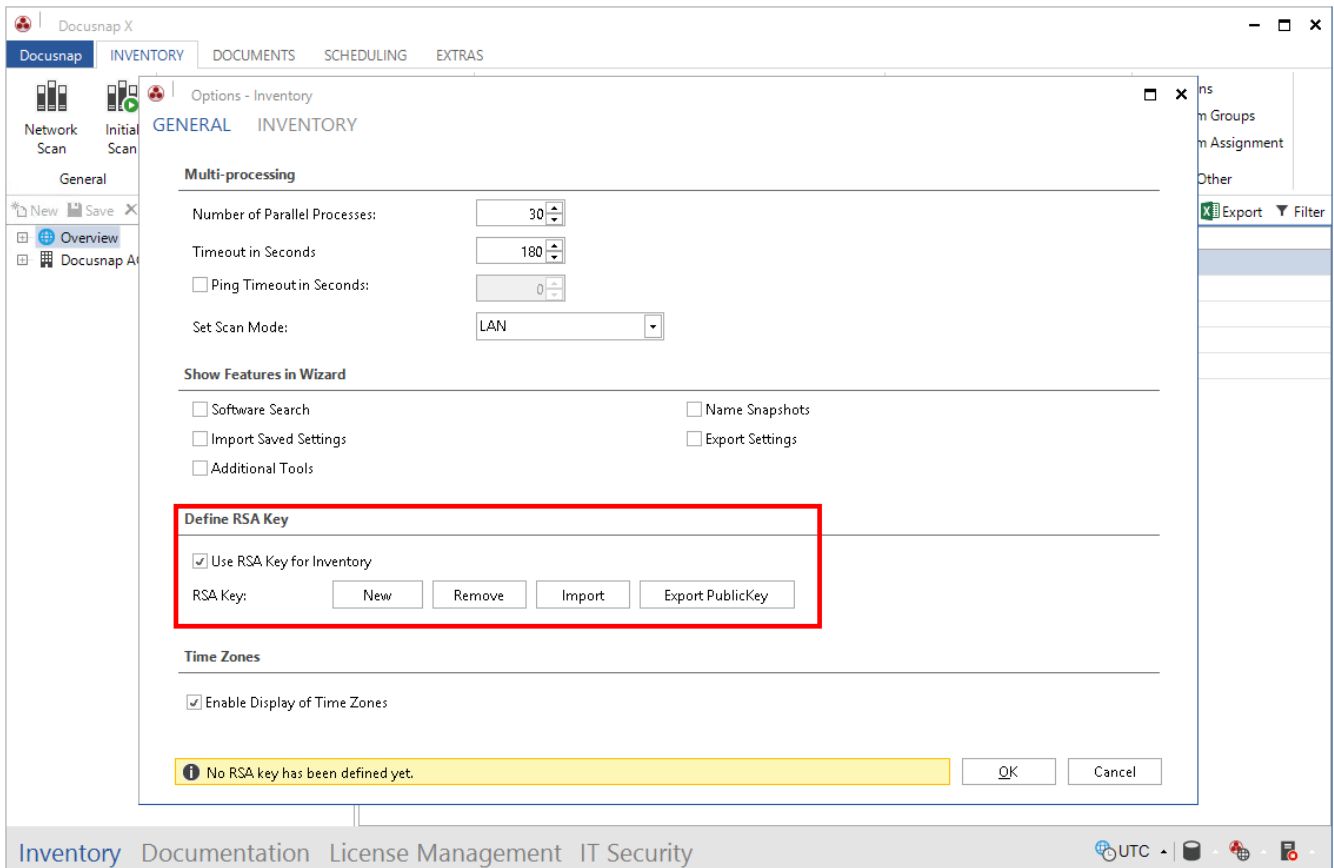 Docusnap X
Docusnap INVENTORY DOCUMENTS SCHEDULING EXTRAS
Options - Inventory
GENERAL INVENTORY
Network Scan
Initial Scan
General
m Groups
m Assignment
Other
New Save
Export Filter
Overview
Docusnap
Multi-processing
Number of Parallel Processes: 30
Timeout in Seconds 180
Ping Timeout in Seconds: 0
Set Scan Mode: LAN
Show Features in Wizard
Software Search Name Snapshots
Import Saved Settings Export Settings
Additional Tools
Define RSA Key
Use RSA Key for Inventory
RSA Key: New Remove Import Export PublicKey
Time Zones
Enable Display of Time Zones
No RSA key has been defined yet. OK Cancel
Inventory Documentation License Management IT Security UTC